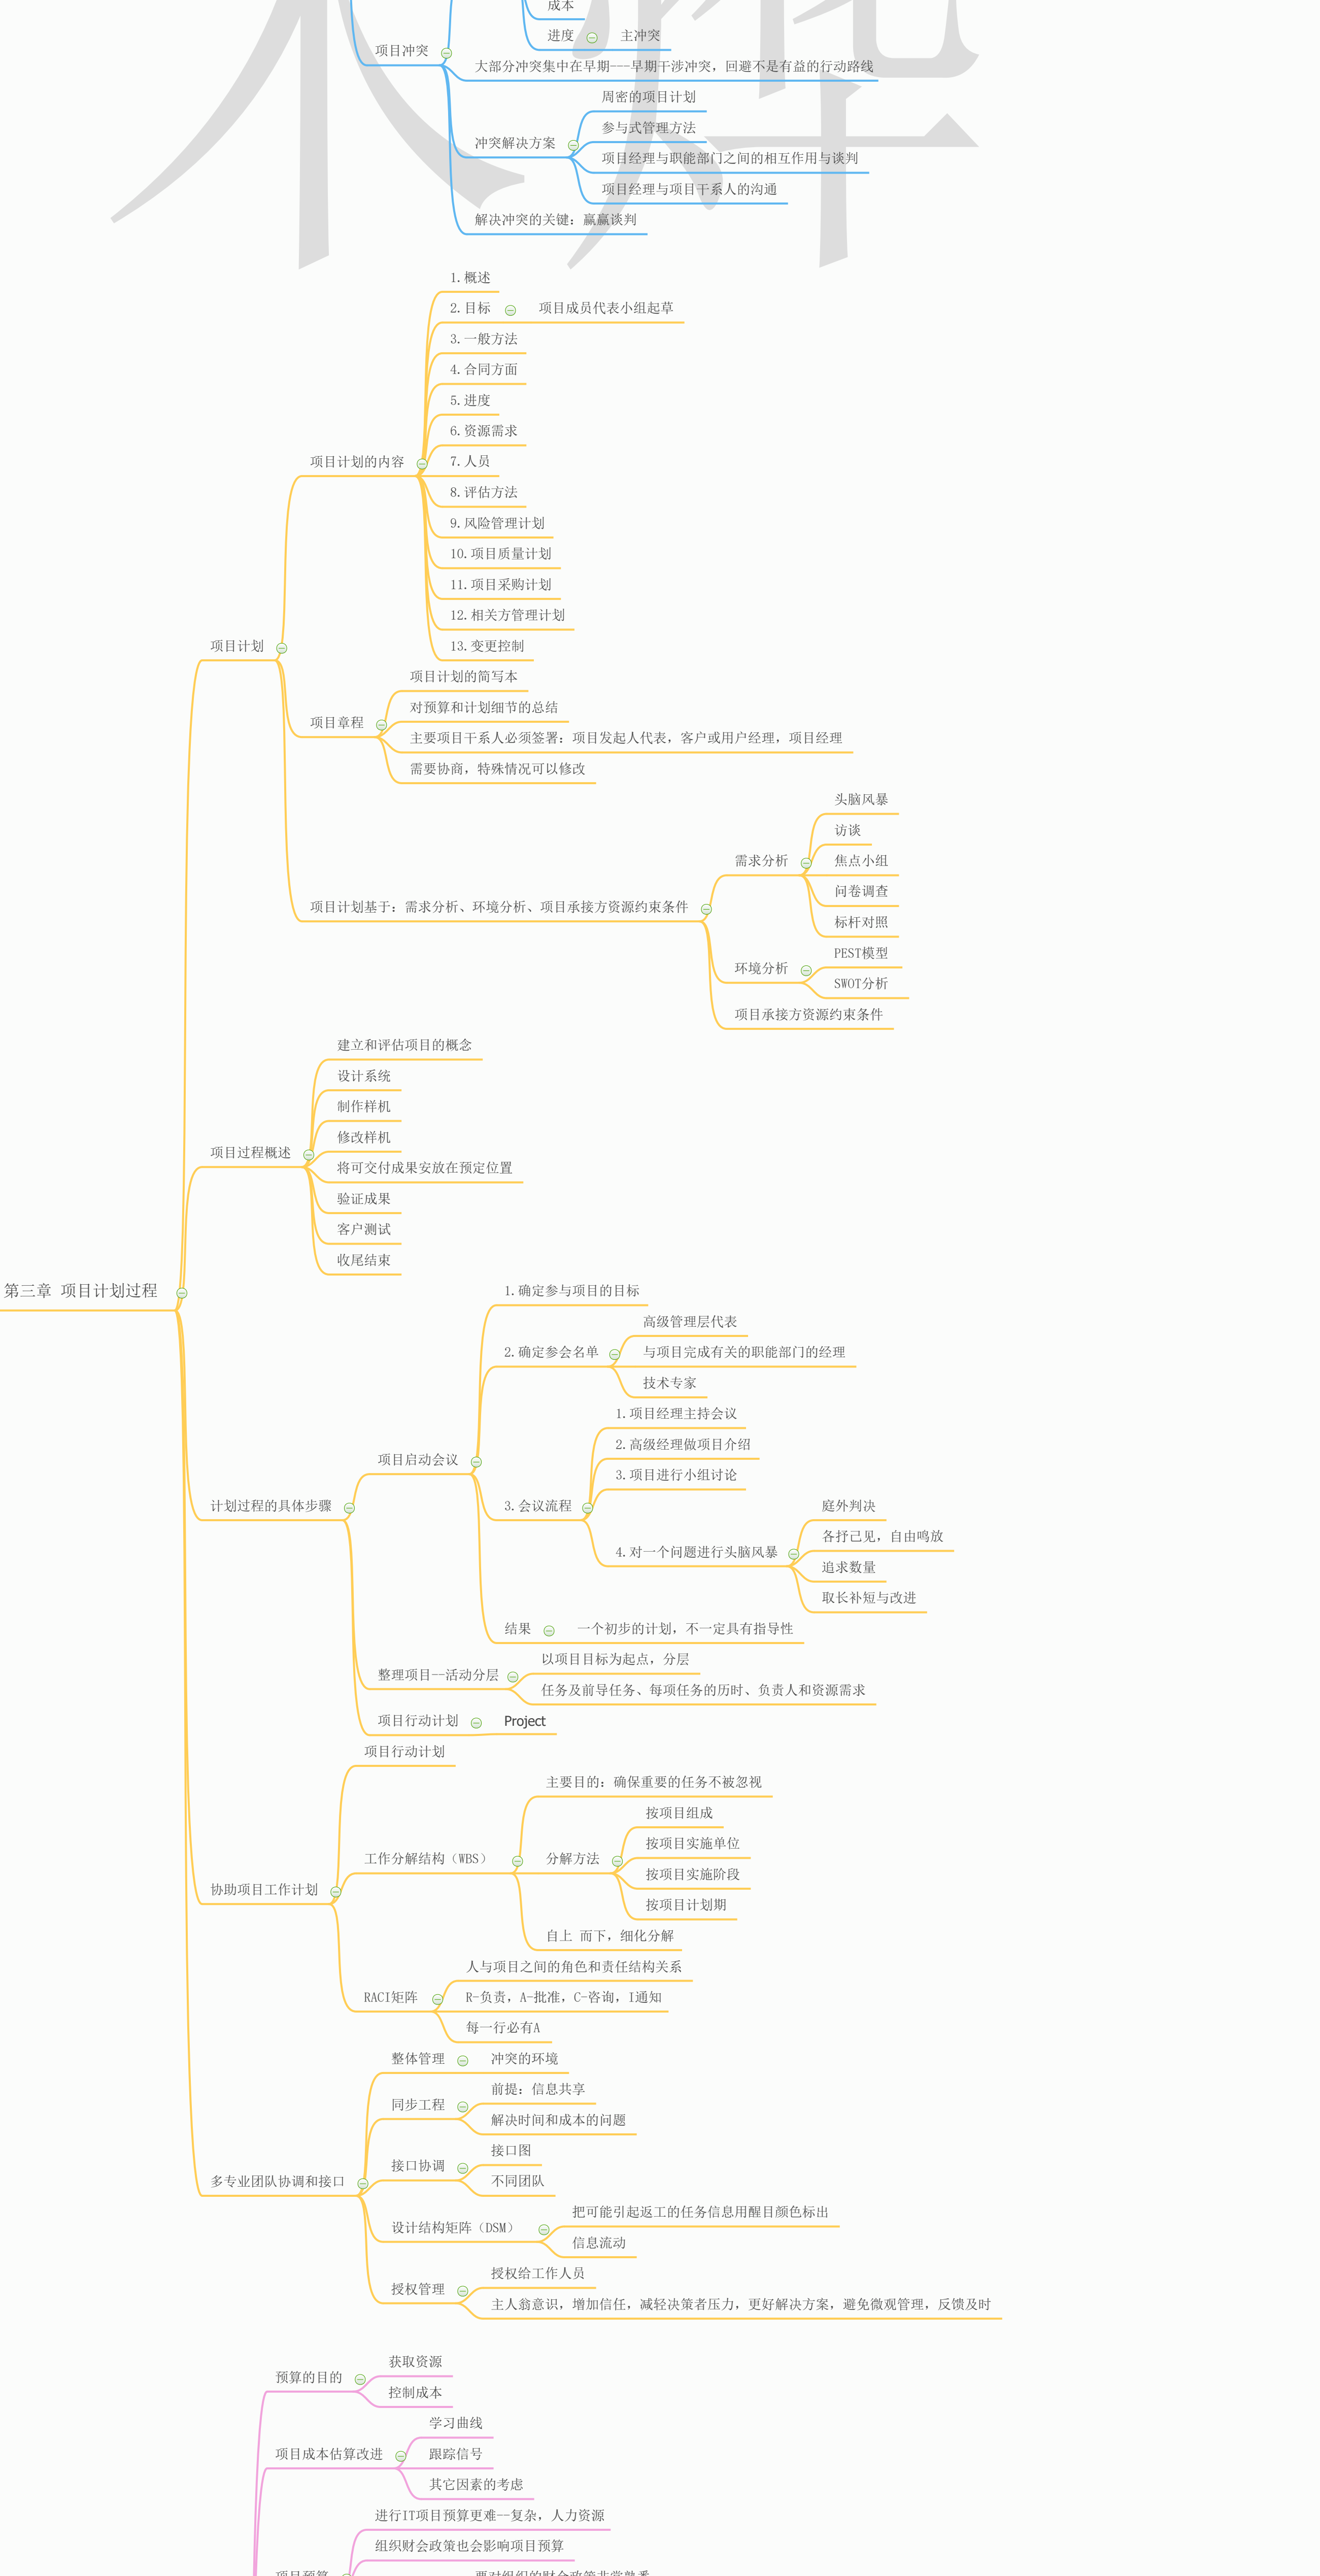 成本
进度
主冲突
项目冲突
大部分冲突集中在早期---早期干涉冲突，回避不是有益的行动路线
周密的项目计划
参与式管理方法
冲突解决方案
项目经理与职能部门之间的相互作用与谈判
项目经理与项目干系人的沟通
解决冲突的关键：赢赢谈判
1.概述
2.目标
项目成员代表小组起草
3.一般方法
4.合同方面
5.进度
6.资源需求
项目计划的内容
7.人员
8.评估方法
9.风险管理计划
10.项目质量计划
11.项目采购计划
12.相关方管理计划
13.变更控制
项目计划
项目计划的简写本
对预算和计划细节的总结
项目章程
主要项目干系人必须签署：项目发起人代表，客户或用户经理，项目经理
需要协商，特殊情况可以修改
头脑风暴
访谈
需求分析
焦点小组
问卷调查
标杆对照
项目计划基于：需求分析、环境分析、项目承接方资源约束条件
PEST模型
环境分析
SWOT分析
项目承接方资源约束条件
建立和评估项目的概念
设计系统
制作样机
修改样机
项目过程概述
将可交付成果安放在预定位置
验证成果
客户测试
收尾结束
第三章 项目计划过程
1.确定参与项目的目标
高级管理层代表
2.确定参会名单
与项目完成有关的职能部门的经理
技术专家
1.项目经理主持会议
2.高级经理做项目介绍
项目启动会议
3.项目进行小组讨论
3.会议流程
庭外判决
各抒己见，自由鸣放
4.对一个问题进行头脑风暴
追求数量
取长补短与改进
计划过程的具体步骤
结果
一个初步的计划，不一定具有指导性
以项目目标为起点，分层
整理项目--活动分层
任务及前导任务、每项任务的历时、负责人和资源需求
项目行动计划
Project
项目行动计划
主要目的：确保重要的任务不被忽视
按项目组成
按项目实施单位
工作分解结构（WBS）
分解方法
按项目实施阶段
按项目计划期
协助项目工作计划
自上 而下，细化分解
人与项目之间的角色和责任结构关系
RACI矩阵
R-负责，A-批准，C-咨询，I通知
每一行必有A
整体管理
冲突的环境
前提：信息共享
同步工程
解决时间和成本的问题
接口图
接口协调
不同团队
多专业团队协调和接口
把可能引起返工的任务信息用醒目颜色标出
设计结构矩阵（DSM）
信息流动
授权给工作人员
授权管理
主人翁意识，增加信任，减轻决策者压力，更好解决方案，避免微观管理，反馈及时
获取资源
预算的目的
控制成本
学习曲线
项目成本估算改进
跟踪信号
其它因素的考虑
进行IT项目预算更难--复杂，人力资源
组织财会政策也会影响项目预算